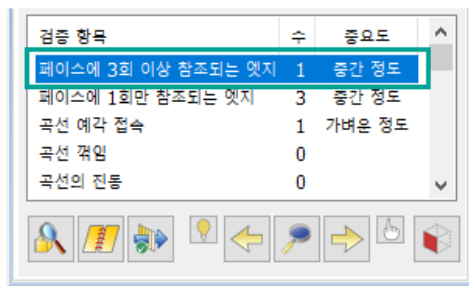 검증 항목 수 중요도
페이스에 3회 이상 참조되는 엣지 1 중간 정도
페이스에 1회만 참조되는 엣지 3 중간 정도
곡선 예각 접속 1 가벼운 정도
곡선 꺾임 0
곡선의 진동 0